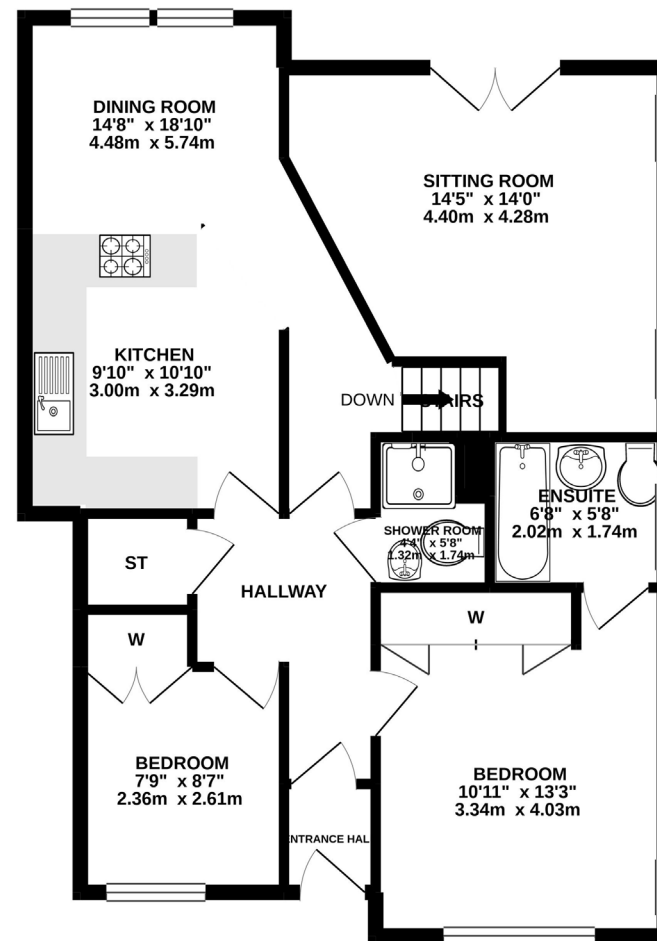 DINING ROOM
14'8" x 18'10"
4.48m x 5.74m
SITTING ROOM
14'5" x 14'0"
4.40m x 4.28m
KITCHEN
9'10" x 10'10"
3.00m x 3.29m
DOWN
STAIRS
ENSUITE
6'8" x 5'8"
2.02m x 1.74m
SHOWER ROOM
4'4" x 5'8"
1.32m x 1.74m
ST
HALLWAY
W
W
BEDROOM
7'9" x 8'7"
2.36m x 2.61m
BEDROOM
10'11" x 13'3"
3.34m x 4.03m
ENTRANCE HAL